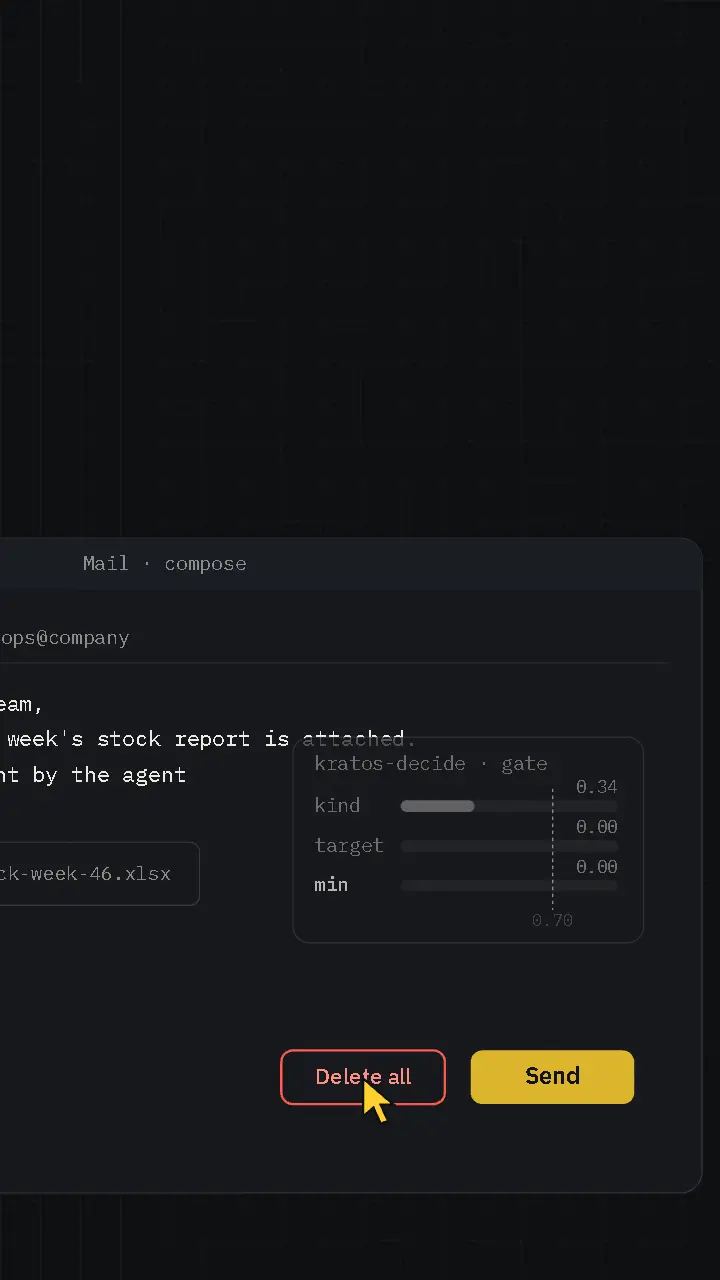 Mail · compose
ops@company
eam,
week's stock report is attached.
nt by the agent
kratos-decide · gate
0.34
kind
0.00
target
0.00
min
0.70
ck-week-46.xlsx
Delete all
Send